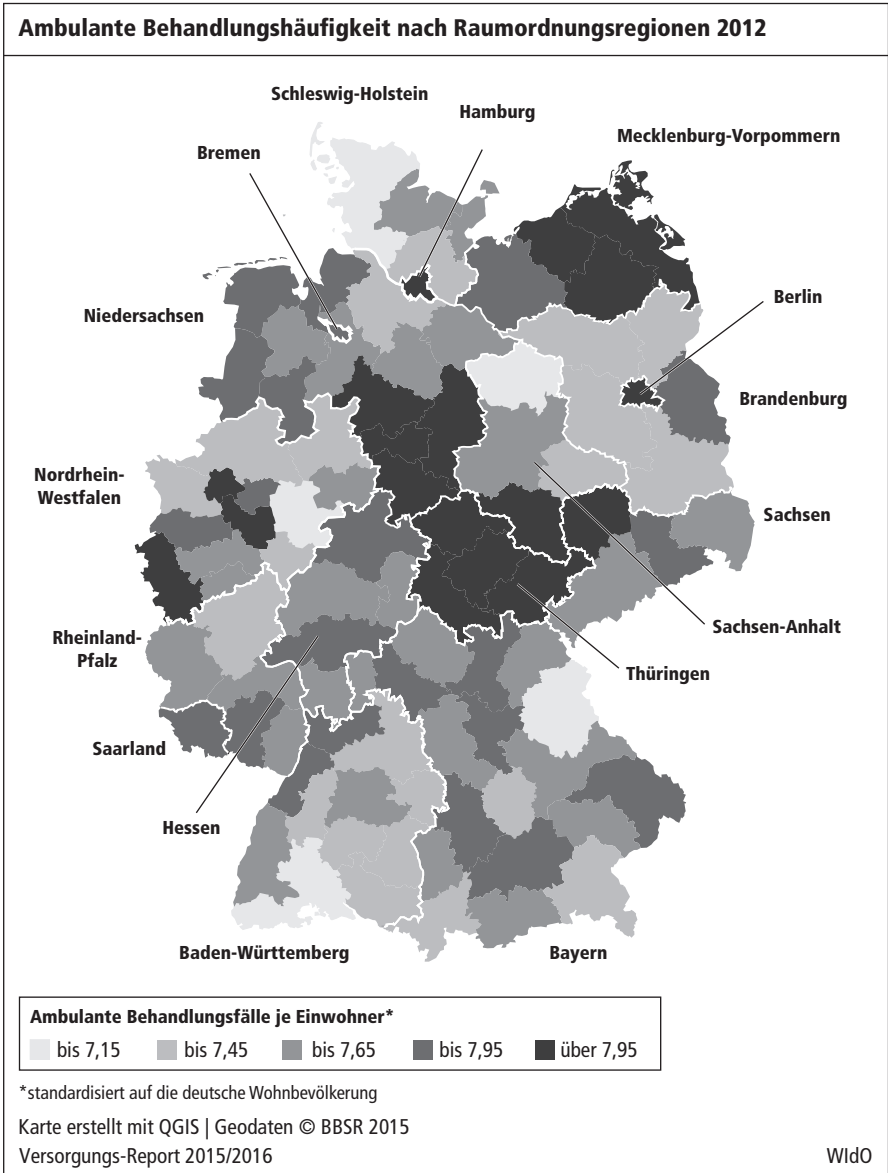 Ambulante Behandlungshäufigkeit nach Raumordnungsregionen 2012
Schleswig-Holstein
Hamburg
Mecklenburg-Vorpommern
Bremen
Berlin
Niedersachsen
Brandenburg
Nordrhein-
Westfalen
Sachsen
Sachsen-Anhalt
Rheinland-
Pfalz
Thüringen
Saarland
Hessen
Baden-Württemberg
Bayern
Ambulante Behandlungsfälle je Einwohner*
bis 7,15 bis 7,45 bis 7,65 bis 7,95 über 7,95
*standardisiert auf die deutsche Wohnbevölkerung
Karte erstellt mit QGIS | Geodaten © BBSR 2015
Versorgungs-Report 2015/2016 WIdO